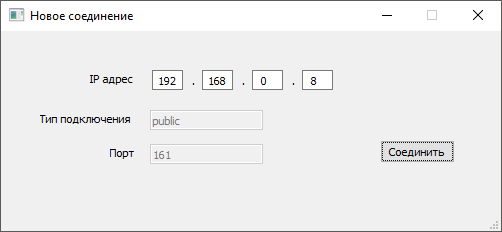 Новое соединение
IP адрес 192 . 168 . 0 . 8
Тип подключения public
Порт 161
Соединить